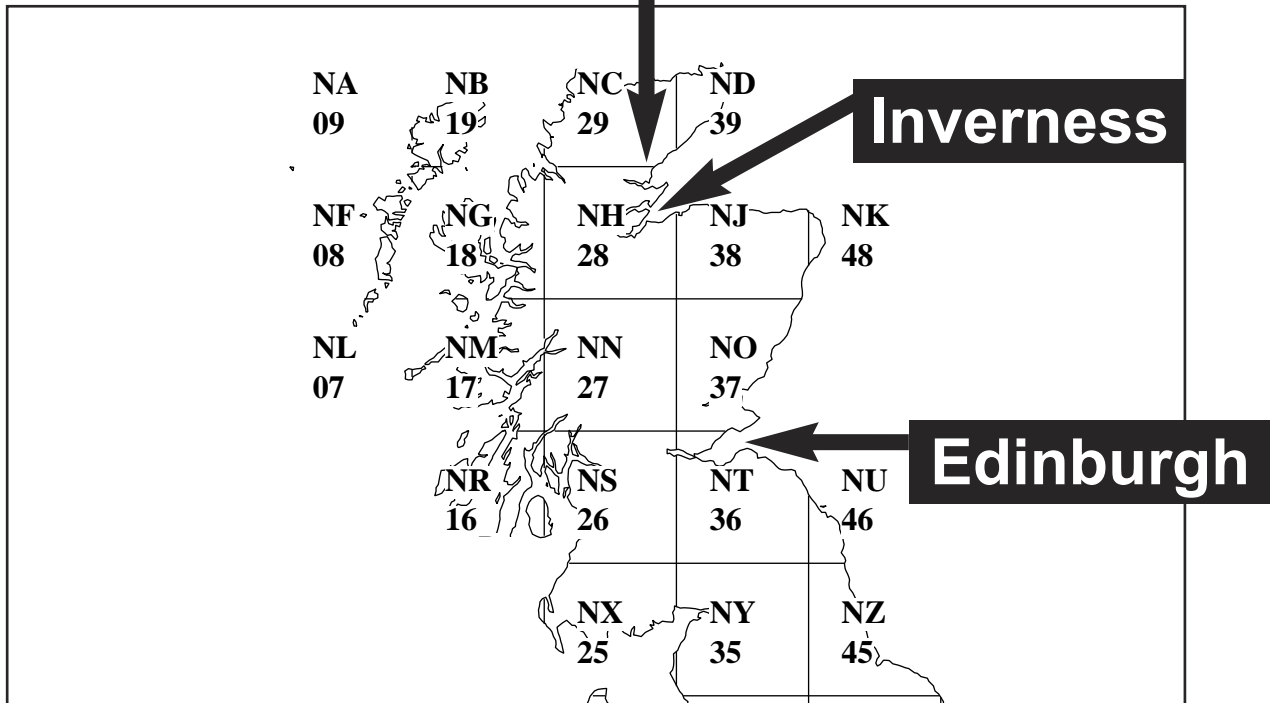 NA NB NC ND
09 19 29 39
Inverness
NF NG NH NJ NK
08 18 28 38 48
NL NM NN NO
07 17 27 37
Edinburgh
NR NS NT NU
16 26 36 46
NX NY NZ
25 35 45